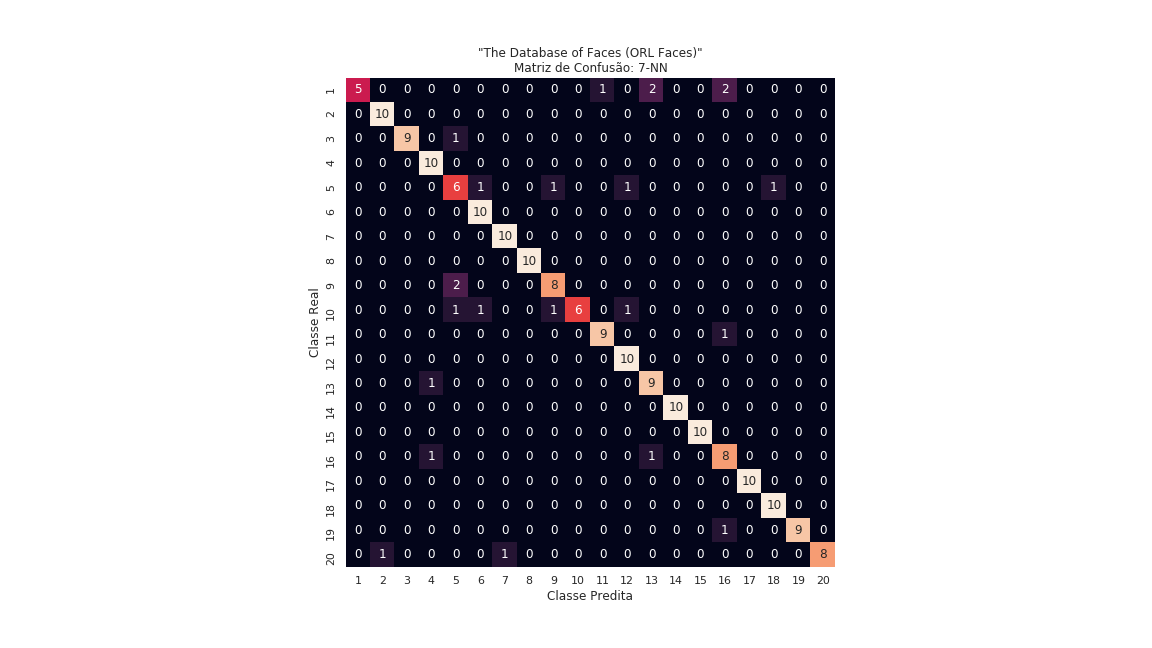 "The Database of Faces (ORL Faces)"
Matriz de Confusão: 7-NN
Classe Real
1 5 0 0 0 0 0 0 0 0 0 1 0 2 0 0 2 0 0 0 0
2 0 10 0 0 0 0 0 0 0 0 0 0 0 0 0 0 0 0 0 0
3 0 0 9 0 1 0 0 0 0 0 0 0 0 0 0 0 0 0 0 0
4 0 0 0 10 0 0 0 0 0 0 0 0 0 0 0 0 0 0 0 0
5 0 0 0 0 6 1 0 0 1 0 0 1 0 0 0 0 0 1 0 0
6 0 0 0 0 0 10 0 0 0 0 0 0 0 0 0 0 0 0 0 0
7 0 0 0 0 0 0 10 0 0 0 0 0 0 0 0 0 0 0 0 0
8 0 0 0 0 0 0 0 10 0 0 0 0 0 0 0 0 0 0 0 0
9 0 0 0 0 2 0 0 0 8 0 0 0 0 0 0 0 0 0 0 0
10 0 0 0 0 1 1 0 0 1 6 0 1 0 0 0 0 0 0 0 0
11 0 0 0 0 0 0 0 0 0 0 9 0 0 0 0 1 0 0 0 0
12 0 0 0 0 0 0 0 0 0 0 0 10 0 0 0 0 0 0 0 0
13 0 0 0 1 0 0 0 0 0 0 0 0 9 0 0 0 0 0 0 0
14 0 0 0 0 0 0 0 0 0 0 0 0 0 10 0 0 0 0 0 0
15 0 0 0 0 0 0 0 0 0 0 0 0 0 0 10 0 0 0 0 0
16 0 0 0 1 0 0 0 0 0 0 0 0 1 0 0 8 0 0 0 0
17 0 0 0 0 0 0 0 0 0 0 0 0 0 0 0 0 10 0 0 0
18 0 0 0 0 0 0 0 0 0 0 0 0 0 0 0 0 0 10 0 0
19 0 0 0 0 0 0 0 0 0 0 0 0 0 0 0 1 0 0 9 0
20 0 1 0 0 0 0 1 0 0 0 0 0 0 0 0 0 0 0 0 8
1 2 3 4 5 6 7 8 9 10 11 12 13 14 15 16 17 18 19 20
Classe Predita